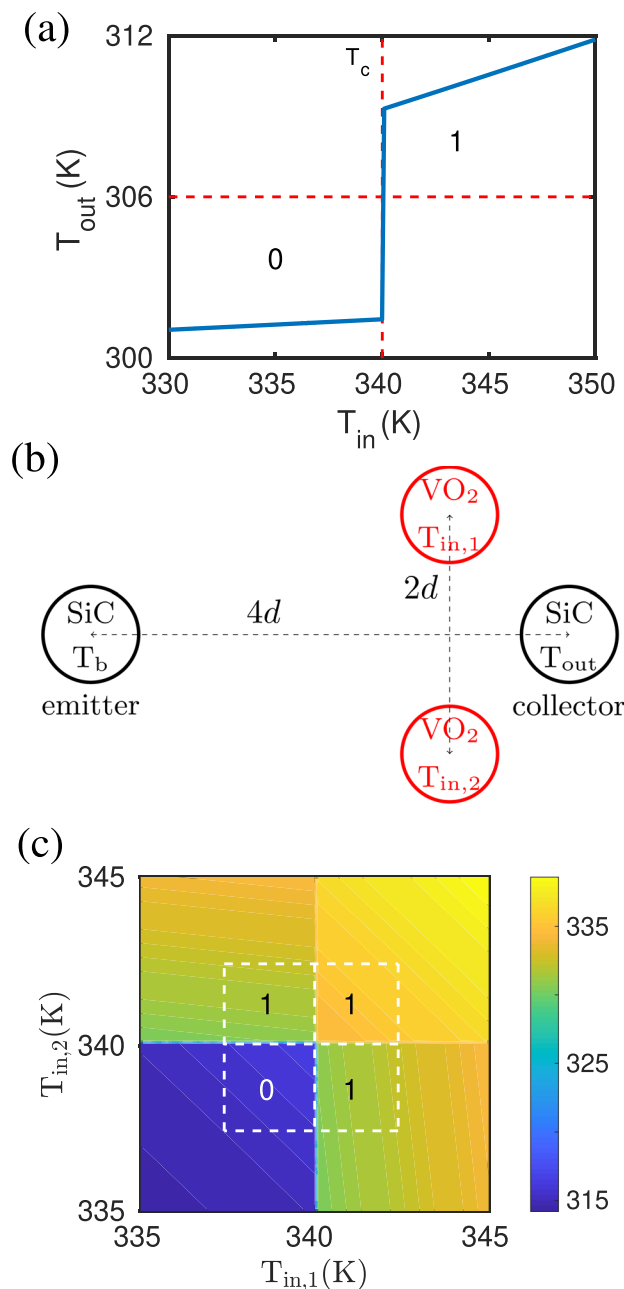 (a)
312
T_c
1
306
T_out (K)
0
300
330 335 340 345 350
T_in (K)
(b)
VO₂
T_in,1
SiC 4d 2d SiC
T_b T_out
emitter collector
VO₂
T_in,2
(c)
345
335
1 1
T_in,2(K)
340
325
0 1
335
315
335 340 345
T_in,1(K)